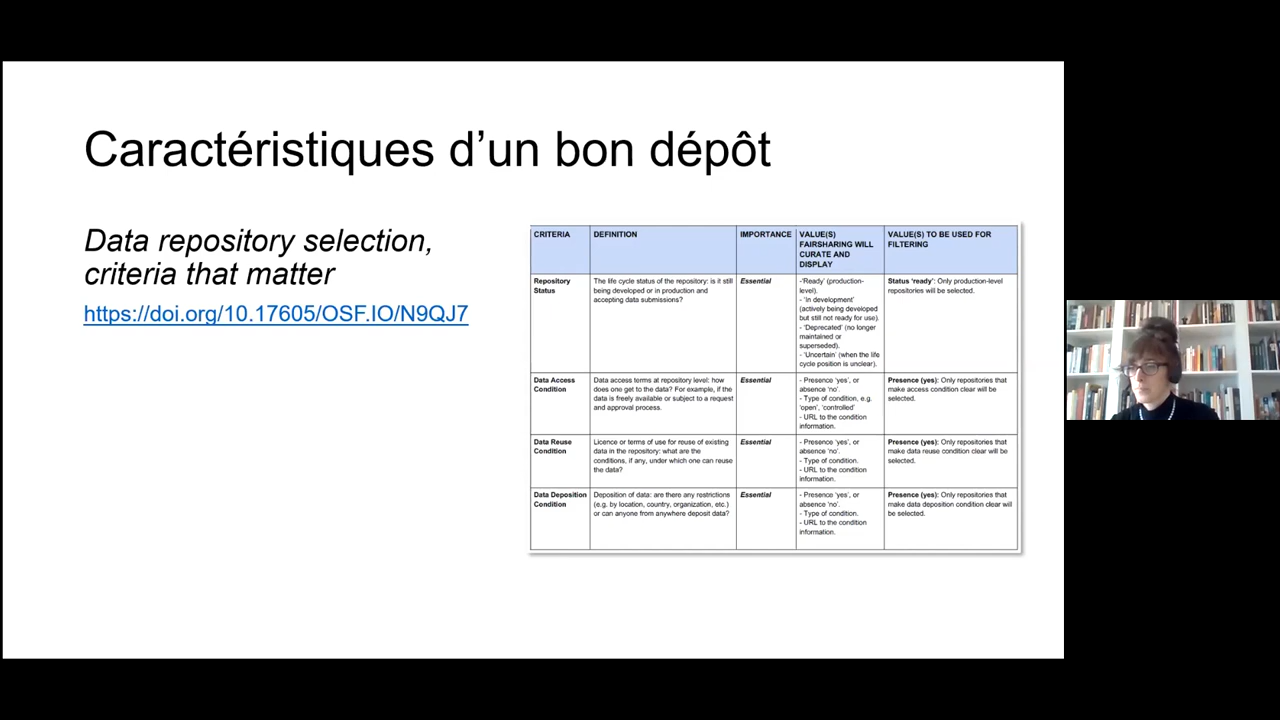 Caractéristiques d’un bon dépôt
Data repository selection,
criteria that matter
https://doi.org/10.17605/OSF.IO/N9QJ7
CRITERIA
DEFINITION
IMPORTANCE
VALUE(S)
FAIRSHARING WILL
CURATE AND
DISPLAY
VALUE(S) TO BE USED FOR
FILTERING
Repository
Status
The life cycle status of the repository: is it still
being developed or in production and
accepting data submissions?
Essential
-‘Ready’ (production-
level).
- ‘in development’
(actively being developed
but still not ready for use).
- ‘Deprecated’ (no longer
maintained or
superseded).
- ‘Uncertain’ (when the life
cycle position is unclear).
Status ‘ready’: Only production-level
repositories will be selected.
Data Access
Condition
Data access terms at repository level: how
does one get to the data? For example, if the
data is freely available or subject to a request
and approval process.
Essential
- Presence ‘yes’, or
absence ‘no’.
- Type of condition, e.g.
‘open’, ‘controlled’
- URL to the condition
information.
Presence (yes): Only repositories that
make access condition clear will be
selected.
Data Reuse
Condition
Licence or terms of use for reuse of existing
data in the repository: what are the
conditions, if any, under which one can reuse
the data?
Essential
- Presence ‘yes’, or
absence ‘no’.
- Type of condition.
- URL to the condition
information.
Presence (yes): Only repositories that
make data reuse condition clear will be
selected.
Data Deposition
Condition
Deposition of data: are there any restrictions
(e.g. by location, country, organization, etc.)
or can anyone from anywhere deposit data?
Essential
- Presence ‘yes’, or
absence ‘no’.
- Type of condition.
- URL to the condition
information.
Presence (yes): Only repositories that
make data deposition condition clear will
be selected.